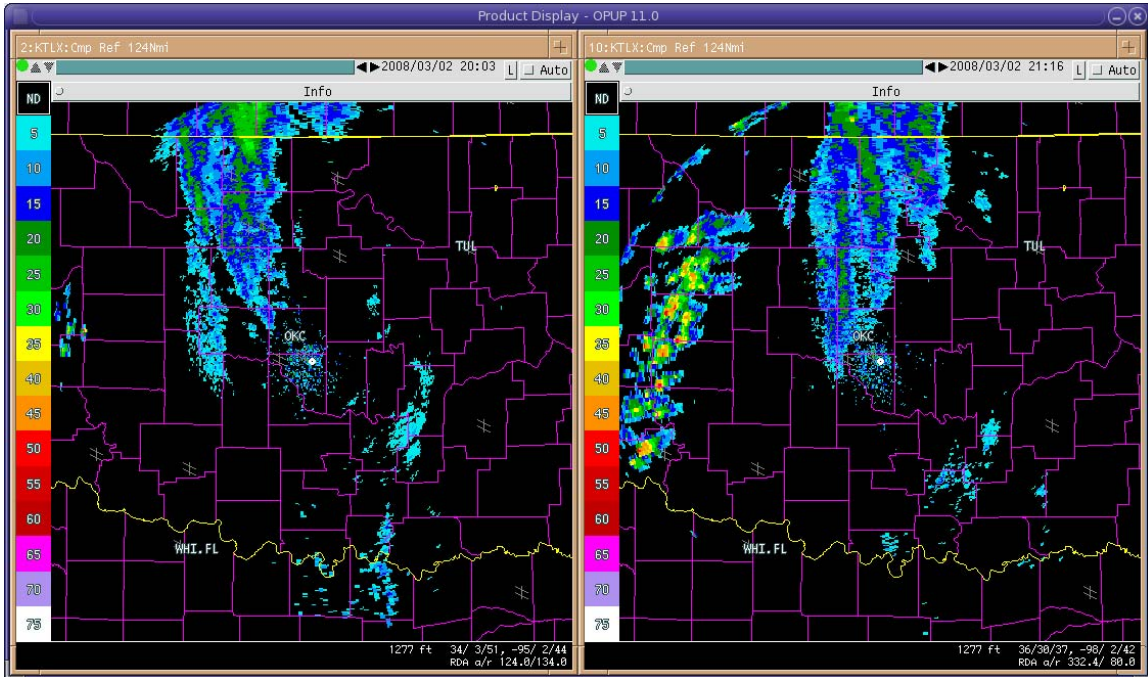 Product Display - OPUP 11.0
2:KTLX:Cmp Ref 124Nmi
2008/03/02 20:03 L Auto
Info
ND
5
10
15
20
25
30
35
40
45
50
55
60
65
70
75
TUL
OKC
WHI.FL
1277 ft 34/ 3/51, -95/ 2/44
RDA a/r 124.0/134.0
10:KTLX:Cmp Ref 124Nmi
2008/03/02 21:16 L Auto
Info
ND
5
10
15
20
25
30
35
40
45
50
55
60
65
70
75
TUL
OKC
WHI.FL
1277 ft 36/30/37, -98/ 2/42
RDA a/r 332.4/ 80.0